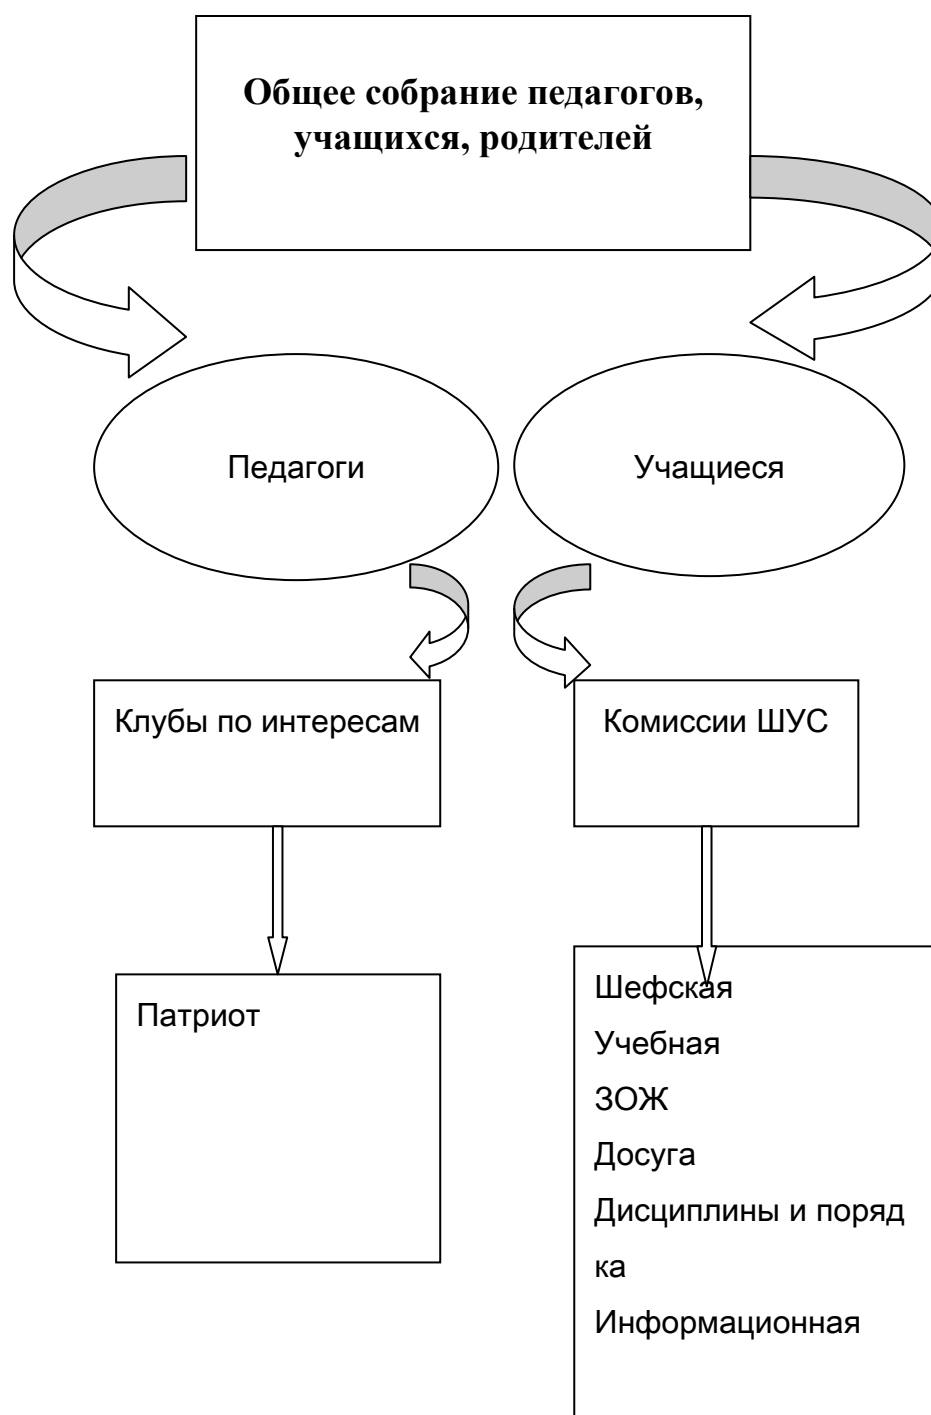 Общее собрание педагогов,
учащихся, родителей
Педагоги
Учащиеся
Клубы по интересам
Комиссии ШУС
Патриот
Шефская
Учебная
ЗОЖ
Досуга
Дисциплины и поряд
ка
Информационная